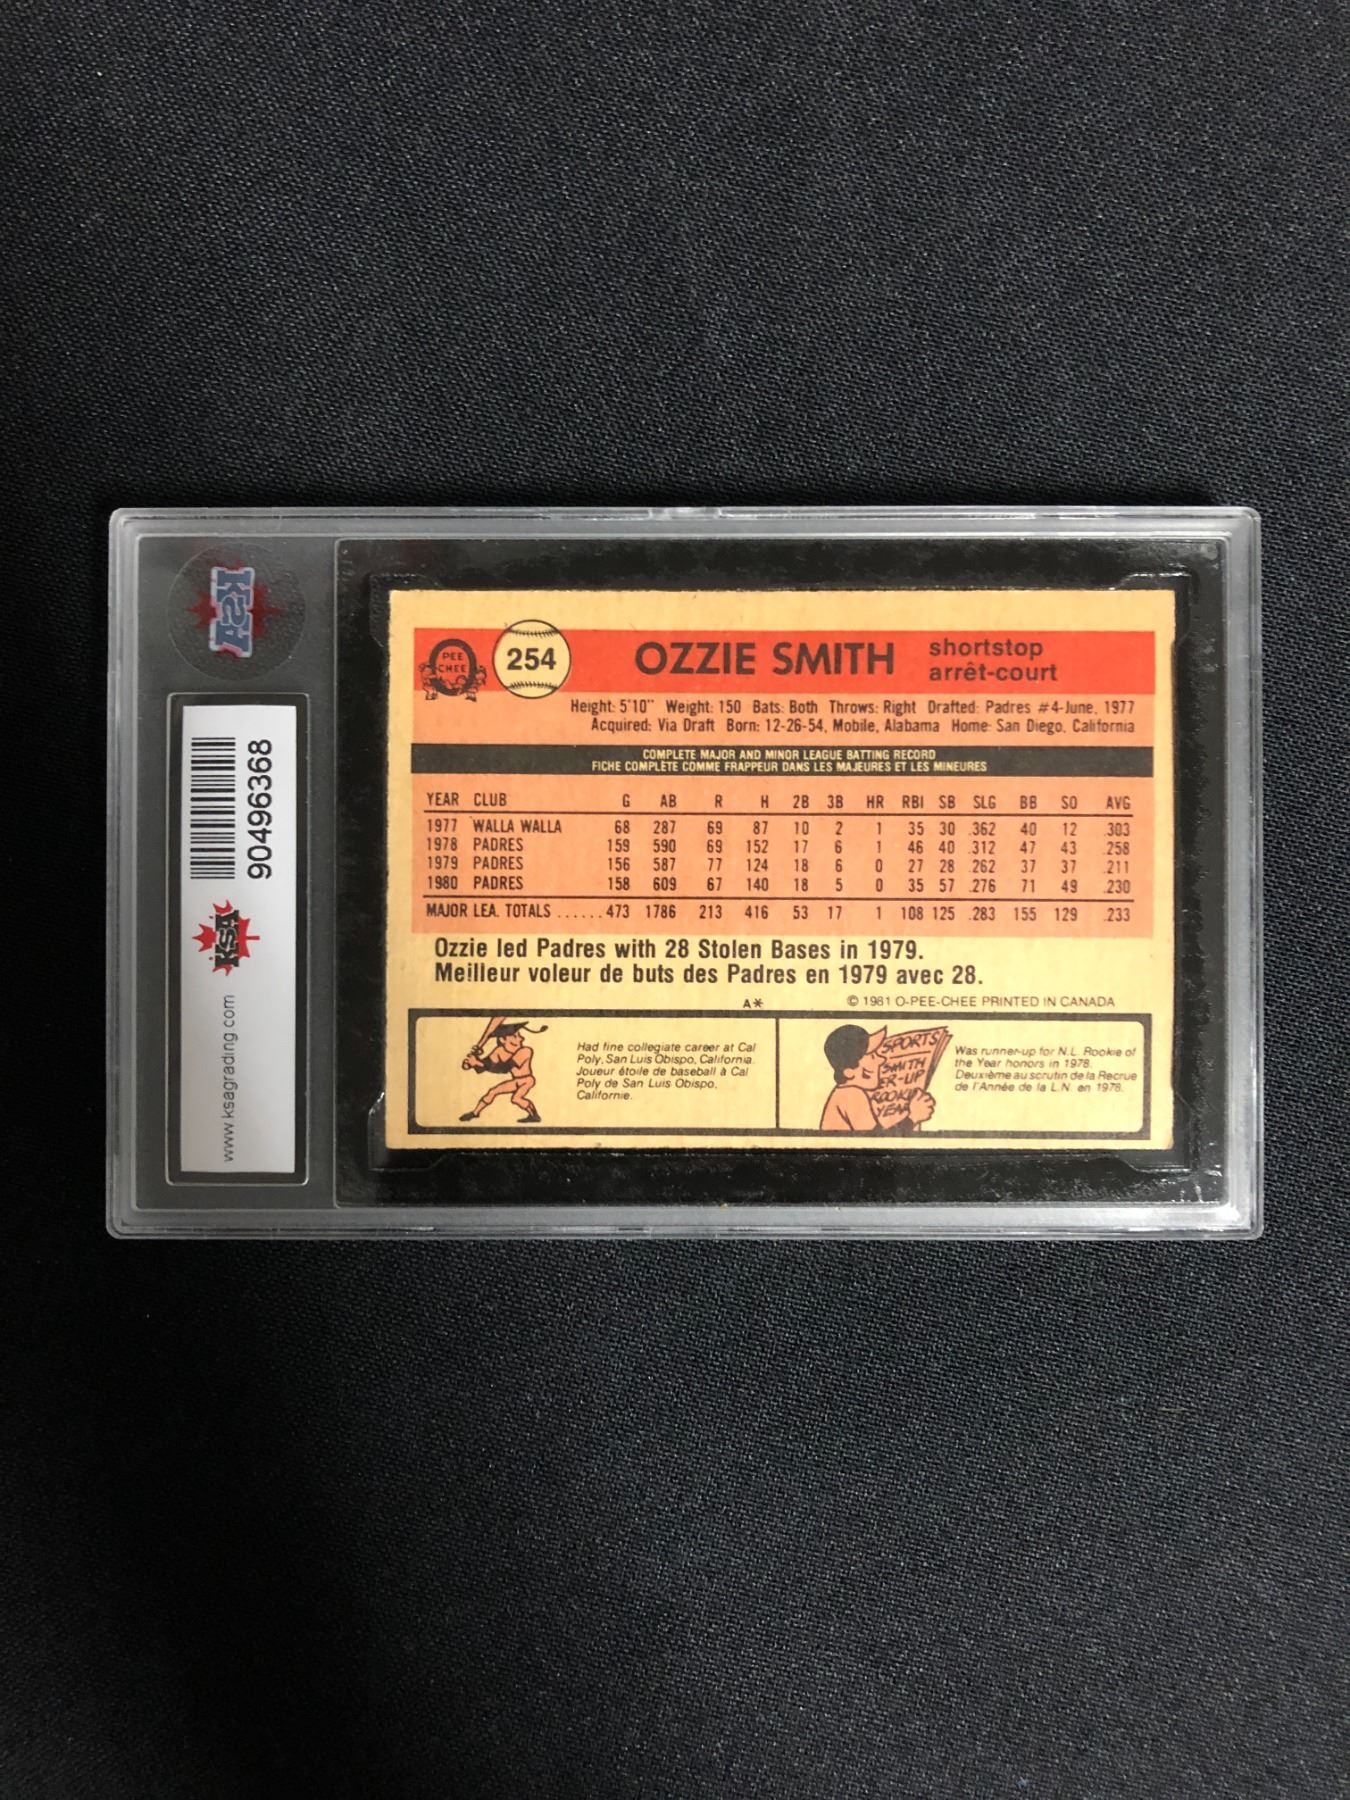 KSA
90496368
KSA
www.ksagrading.com
O PEE CHEE
254
OZZIE SMITH
shortstop
arrêt-court
Height: 5'10" Weight: 150 Bats: Both Throws: Right Drafted: Padres #4-June, 1977
Acquired: Via Draft Born: 12-26-54, Mobile, Alabama Home: San Diego, California
COMPLETE MAJOR AND MINOR LEAGUE BATTING RECORD
FICHE COMPLÈTE COMME FRAPPEUR DANS LES MAJEURES ET LES MINEURES
YEAR CLUB G AB R H 2B 3B HR RBI SB SLG BB SO AVG
1977 WALLA WALLA 68 287 69 87 10 2 1 35 30 .362 40 12 .303
1978 PADRES 159 590 69 152 17 6 1 46 40 .312 47 43 .258
1979 PADRES 156 587 77 124 18 6 0 27 28 .262 37 37 .211
1980 PADRES 158 609 67 140 18 5 0 35 57 .276 71 49 .230
MAJOR LEA. TOTALS ......473 1786 213 416 53 17 1 108 125 .283 155 129 .233
Ozzie led Padres with 28 Stolen Bases in 1979.
Meilleur voleur de buts des Padres en 1979 avec 28.
A* © 1981 O-PEE-CHEE PRINTED IN CANADA
Had fine collegiate career at Cal
Poly, San Luis Obispo, California.
Joueur étoile de baseball à Cal
Poly de San Luis Obispo,
Californie.
SPORTS
SMITH
ER-UP
ROOKIE
YEAR
Was runner-up for N.L. Rookie of
the Year honors in 1978.
Deuxième au scrutin de la Recrue
de l'Année de la L.N. en 1978.